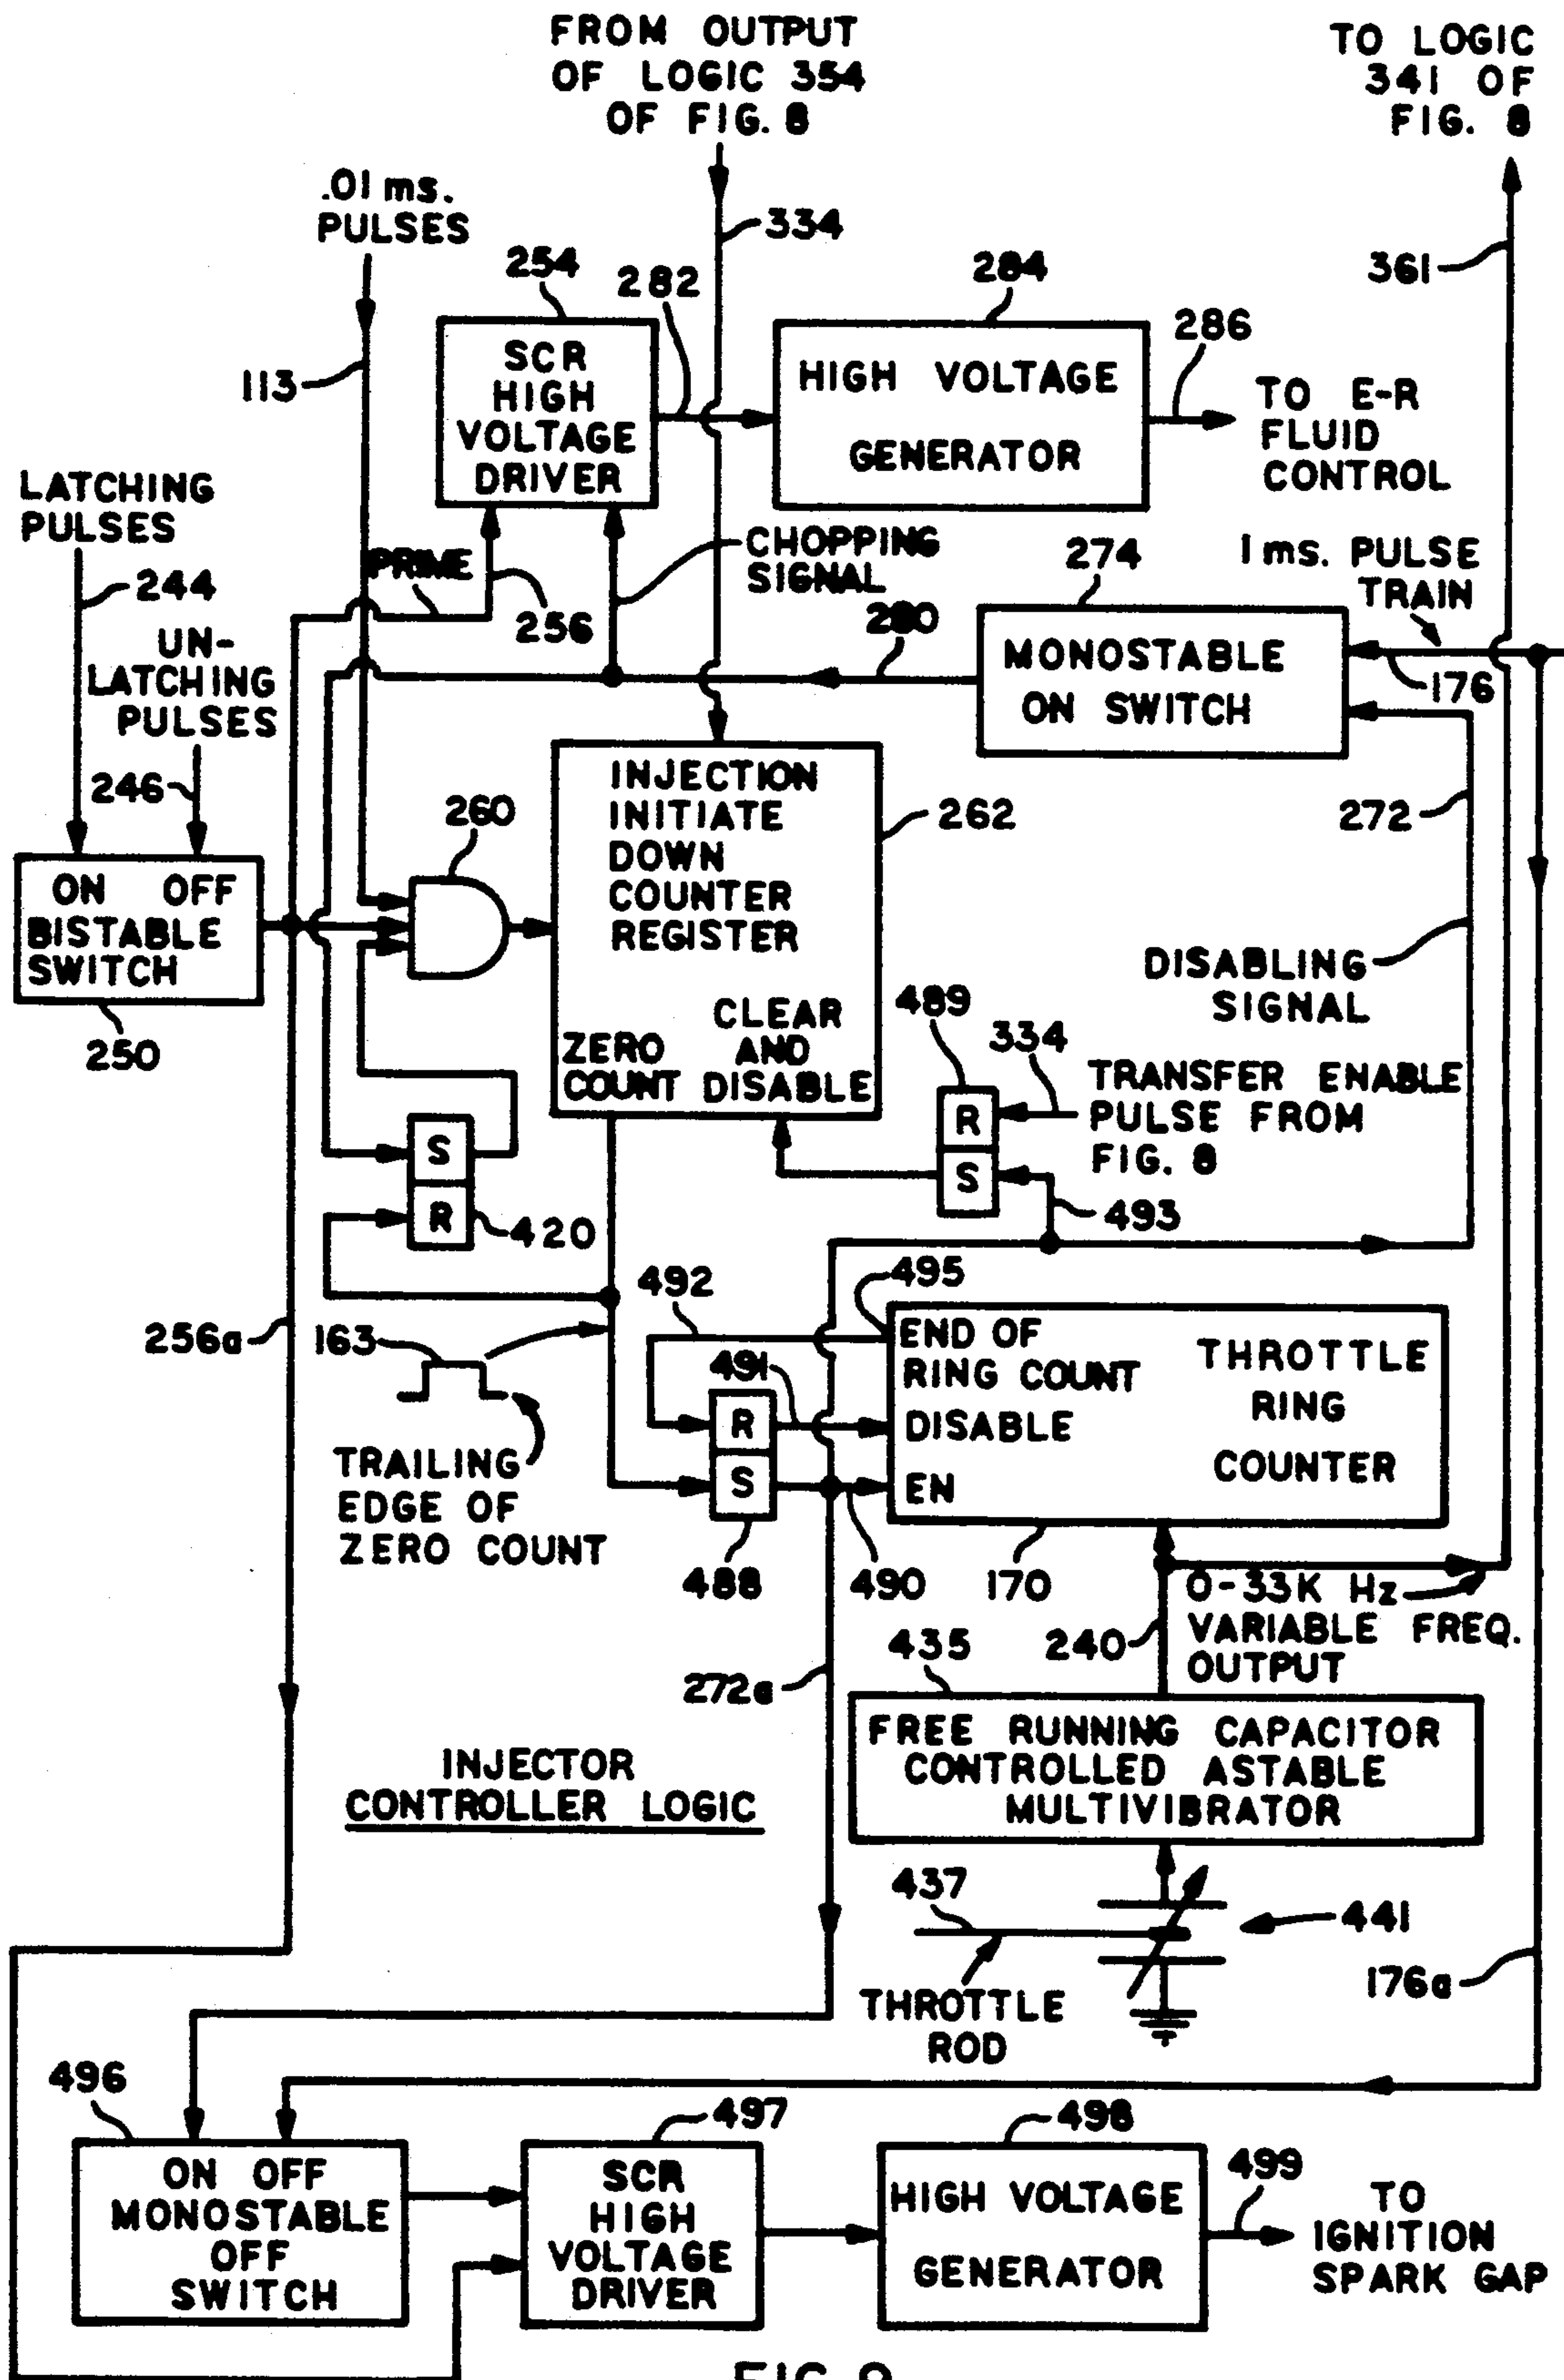 FROM OUTPUT
OF LOGIC 354
OF FIG. 8
TO LOGIC
341 OF
FIG. 8
.01 ms.
PULSES
334
361
254
282
284
286
113
SCR
HIGH
VOLTAGE
DRIVER
HIGH VOLTAGE
GENERATOR
TO E-R
FLUID
CONTROL
LATCHING
PULSES
244
PRIME
256
CHOPPING
SIGNAL
274
1 ms. PULSE
TRAIN
UN-
LATCHING
PULSES
246
280
MONOSTABLE
ON SWITCH
176
272
260
INJECTION
INITIATE
DOWN
COUNTER
REGISTER
262
ON OFF
BISTABLE
SWITCH
250
DISABLING
SIGNAL
ZERO
COUNT
CLEAR
AND
DISABLE
489
334
R
S
TRANSFER ENABLE
PULSE FROM
FIG. 8
493
S
R
420
256a
163
492
495
491
END OF
RING COUNT
DISABLE
EN
THROTTLE
RING
COUNTER
R
S
TRAILING
EDGE OF
ZERO COUNT
488
490
170
0-33K Hz
VARIABLE FREQ.
OUTPUT
240
435
272a
FREE RUNNING CAPACITOR
CONTROLLED ASTABLE
MULTIVIBRATOR
INJECTOR
CONTROLLER LOGIC
437
441
THROTTLE
ROD
176a
496
497
498
499
ON OFF
MONOSTABLE
OFF
SWITCH
SCR
HIGH
VOLTAGE
DRIVER
HIGH VOLTAGE
GENERATOR
TO
IGNITION
SPARK GAP
FIG. 9